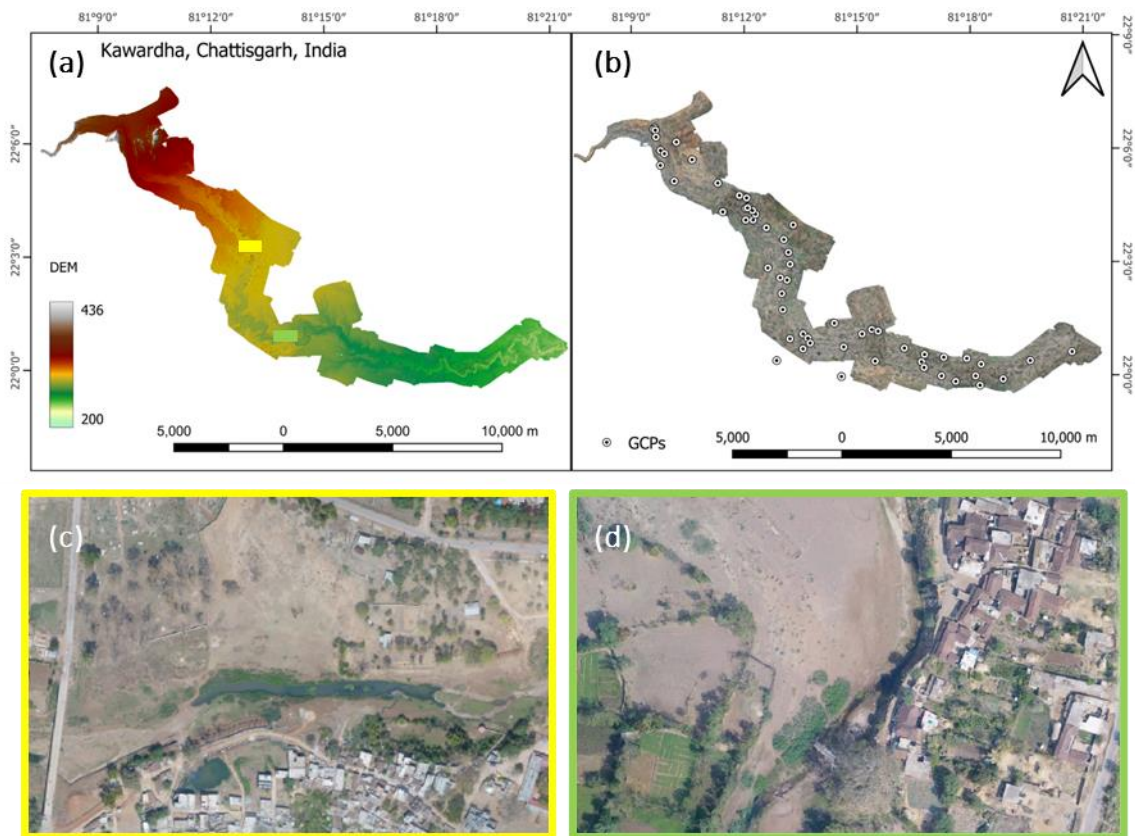 81°9'0" 81°12'0" 81°15'0" 81°18'0" 81°21'0"
81°9'0" 81°12'0" 81°15'0" 81°18'0" 81°21'0"
(a)
Kawardha, Chattisgarh, India
22°6'0"
22°3'0"
22°0'0"
DEM
436
200
5,000 0 5,000 10,000 m
(b)
22°9'0"
22°6'0"
22°3'0"
22°0'0"
GCPs
5,000 0 5,000 10,000 m
(c)
(d)